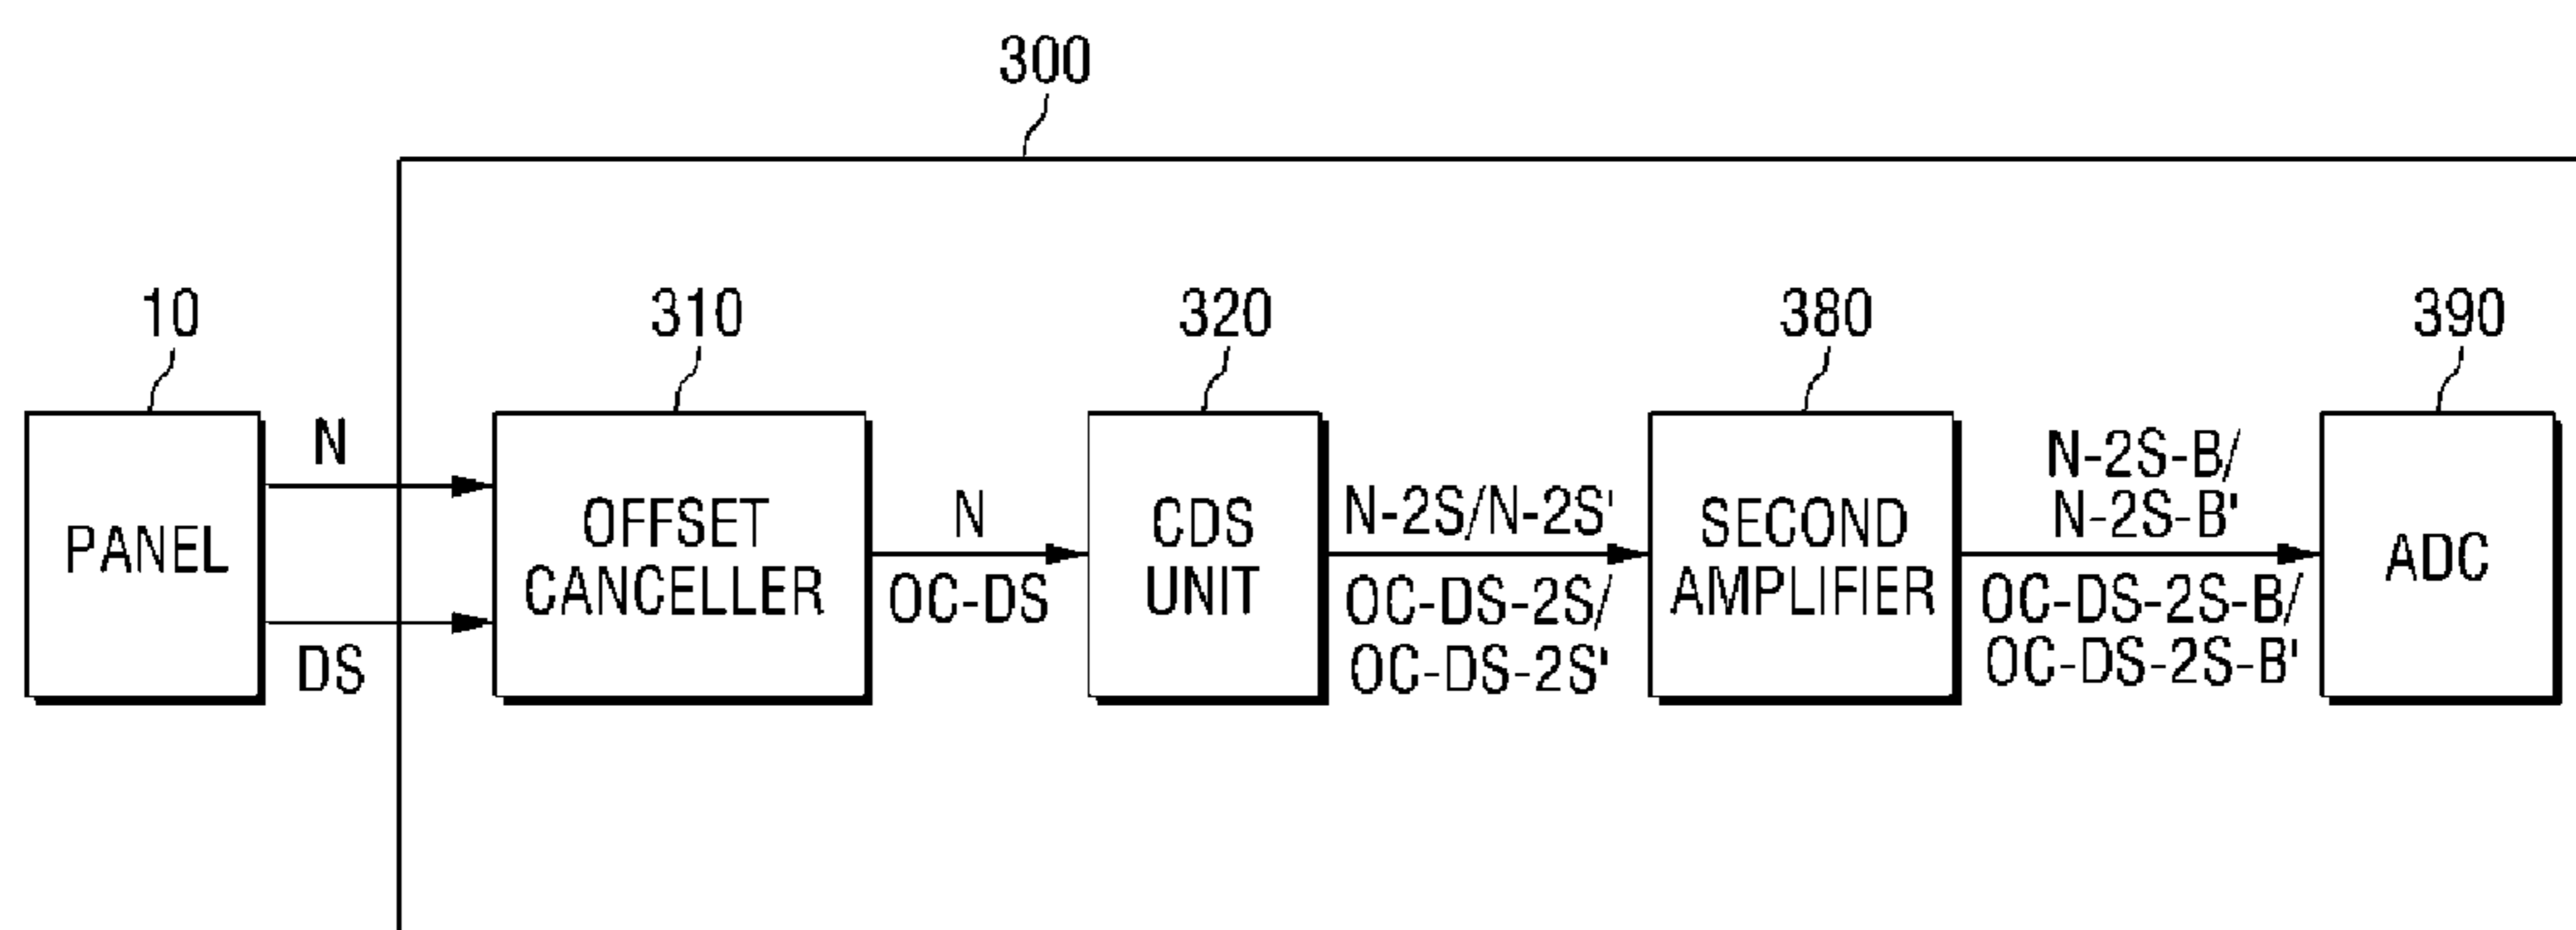 300
10
310
320
380
390
PANEL
N
DS
OFFSET
CANCELLER
N
OC-DS
CDS
UNIT
N-2S/N-2S'
OC-DS-2S/
OC-DS-2S'
SECOND
AMPLIFIER
N-2S-B/
N-2S-B'
OC-DS-2S-B/
OC-DS-2S-B'
ADC